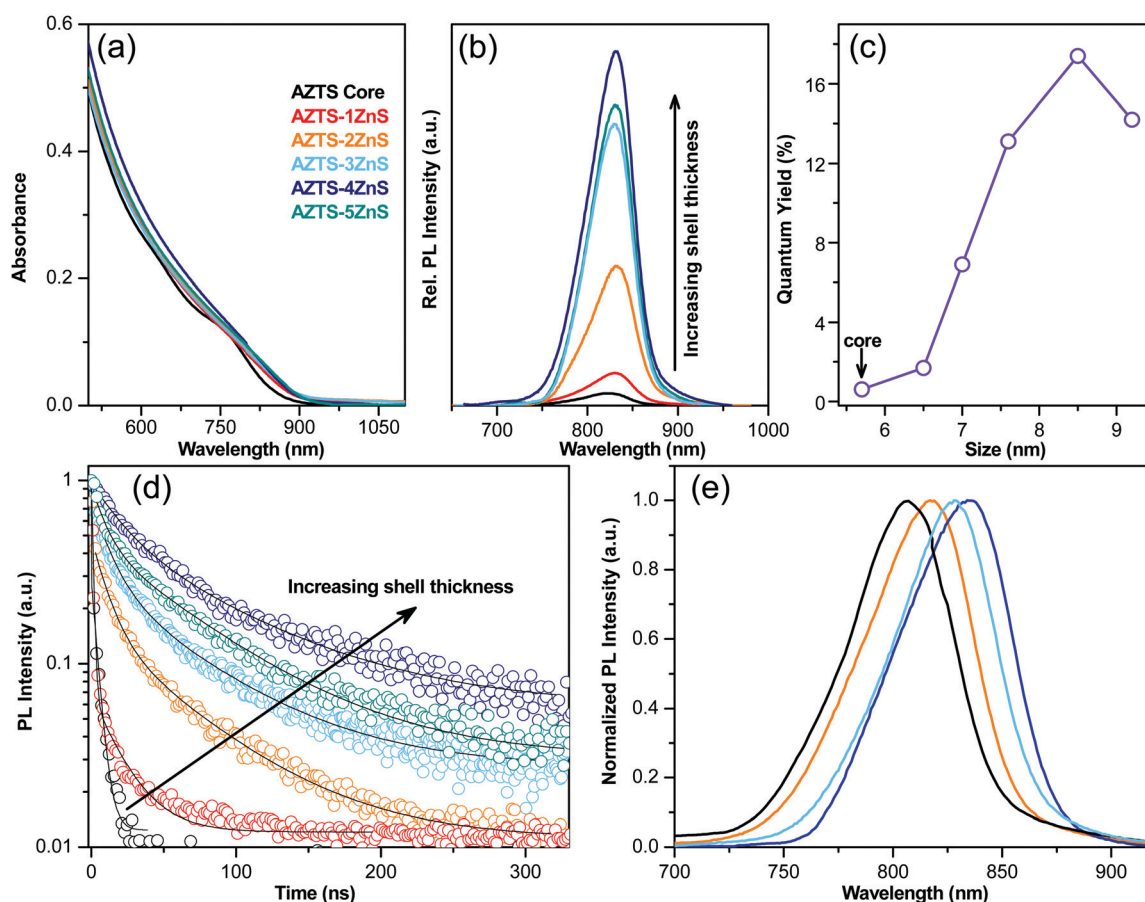 (a)
0.6
0.4
0.2
0.0
Absorbance
600
750
900
1050
Wavelength (nm)
AZTS Core
AZTS-1ZnS
AZTS-2ZnS
AZTS-3ZnS
AZTS-4ZnS
AZTS-5ZnS
(b)
Rel. PL Intensity (a.u.)
Increasing shell thickness
700
800
900
1000
Wavelength (nm)
(c)
Quantum Yield (%)
16
12
8
4
0
core
6
7
8
9
Size (nm)
(d)
PL Intensity (a.u.)
1
0.1
0.01
Increasing shell thickness
0
100
200
300
Time (ns)
(e)
Normalized PL Intensity (a.u.)
1.0
0.8
0.6
0.4
0.2
0.0
700
750
800
850
900
Wavelength (nm)